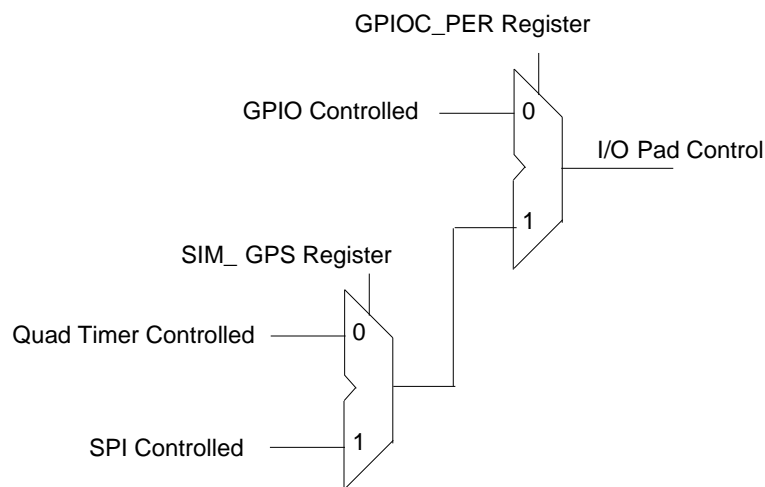 GPIOC_PER Register
GPIO Controlled
0
I/O Pad Control
1
SIM_ GPS Register
Quad Timer Controlled
0
SPI Controlled
1